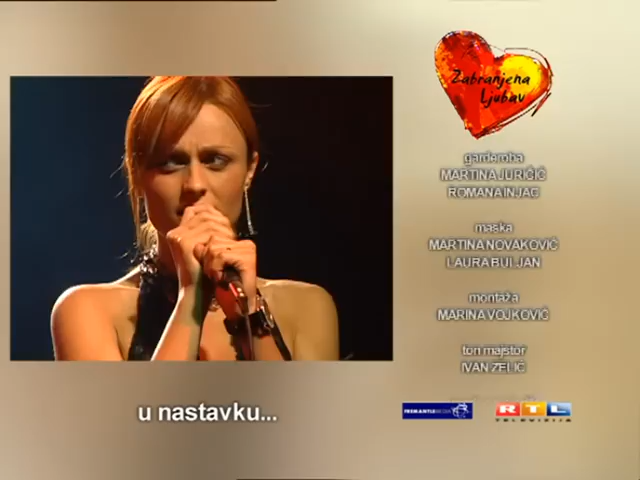 Zabranjena
Ljubav
garderoba
MARTINA JURIČIĆ
ROMANA INJAC
maska
MARTINA NOVAKOVIĆ
LAURA BULJAN
montaža
MARINA VOJKOVIĆ
ton majstor
IVAN ZELIĆ
u nastavku...
FREMANTLEMEDIA
RTL
TELEVIZIJA